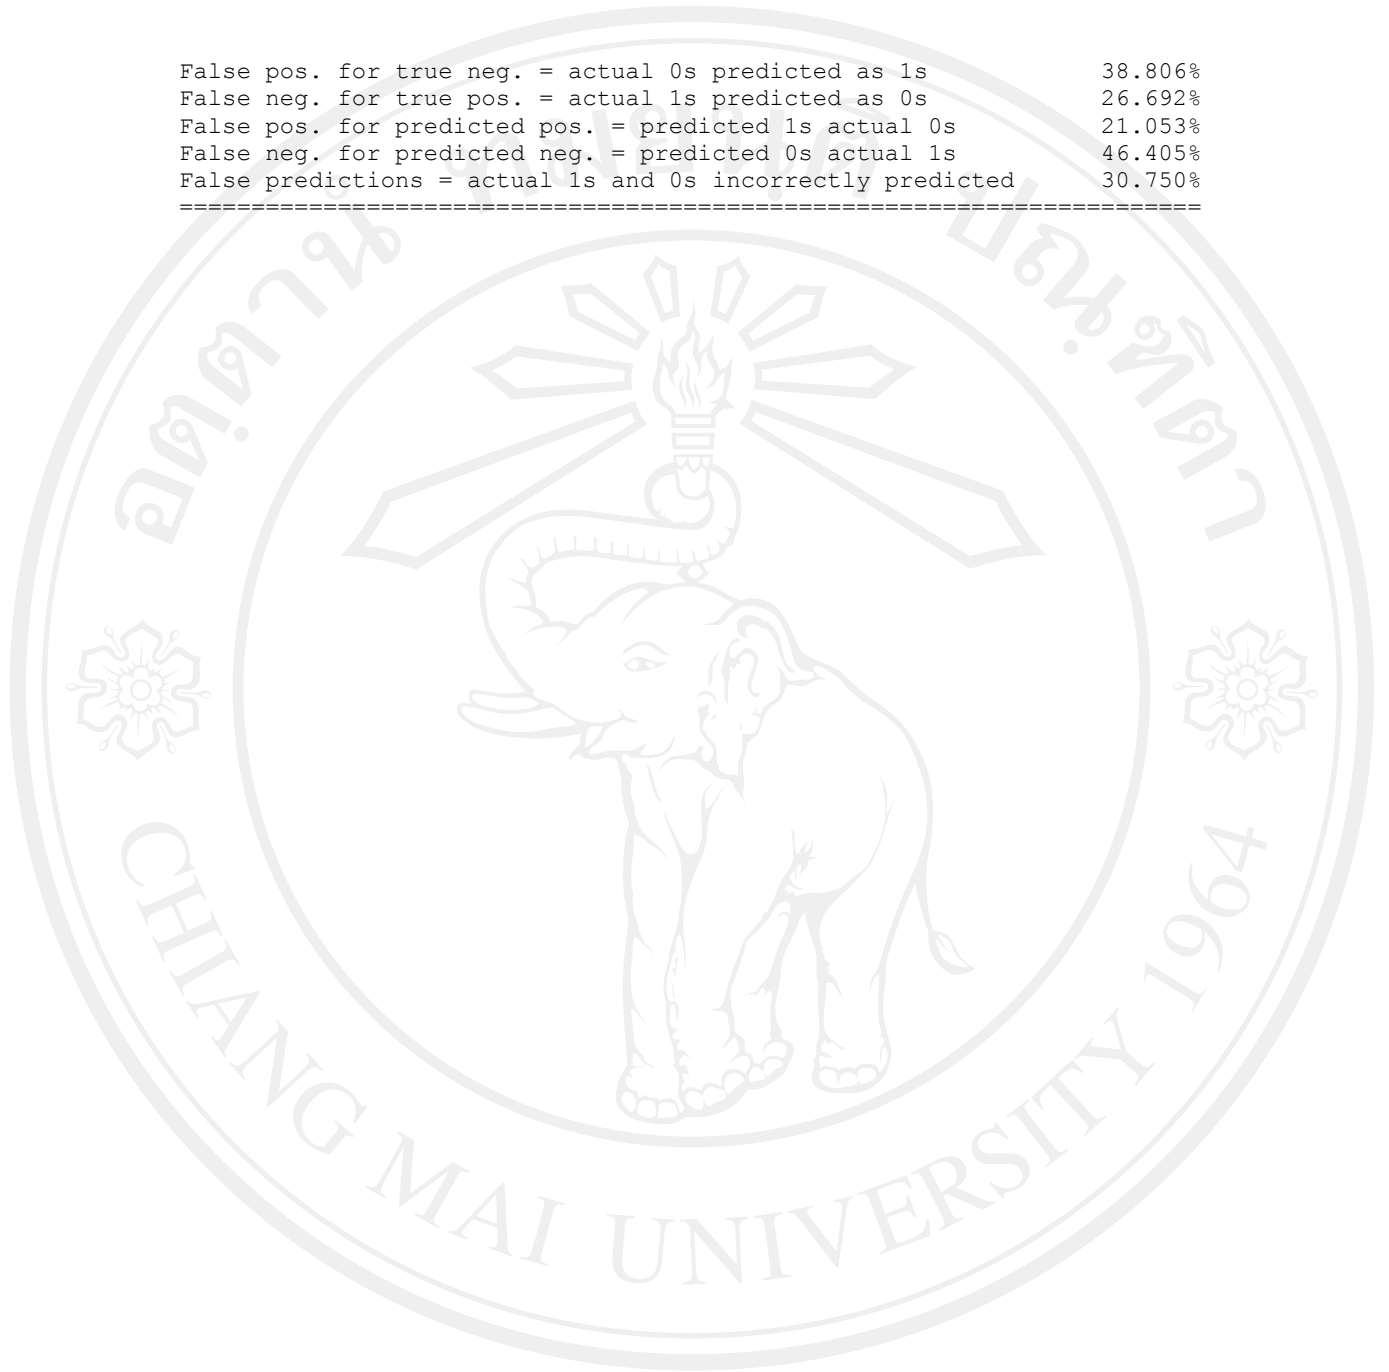 False pos. for true neg. = actual 0s predicted as 1s 38.806%
False neg. for true pos. = actual 1s predicted as 0s 26.692%
False pos. for predicted pos. = predicted 1s actual 0s 21.053%
False neg. for predicted neg. = predicted 0s actual 1s 46.405%
False predictions = actual 1s and 0s incorrectly predicted 30.750%
=======================================================================
CHIANG MAI UNIVERSITY 1964